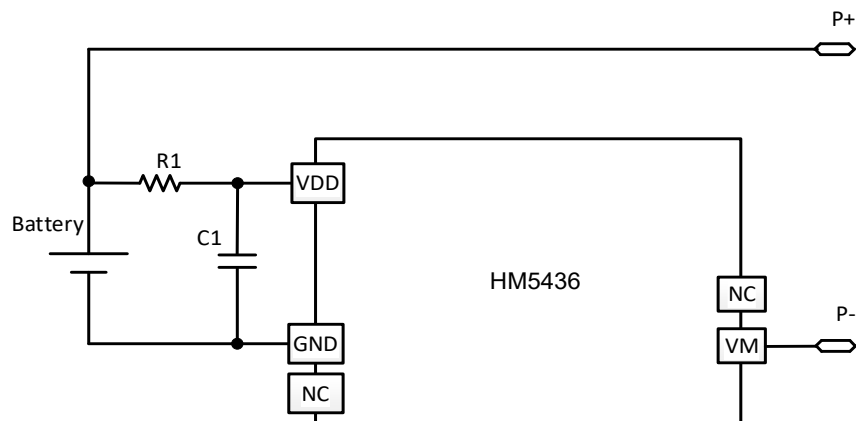 P+
R1
VDD
Battery
C1
HM5436
NC
P-
GND
VM
NC